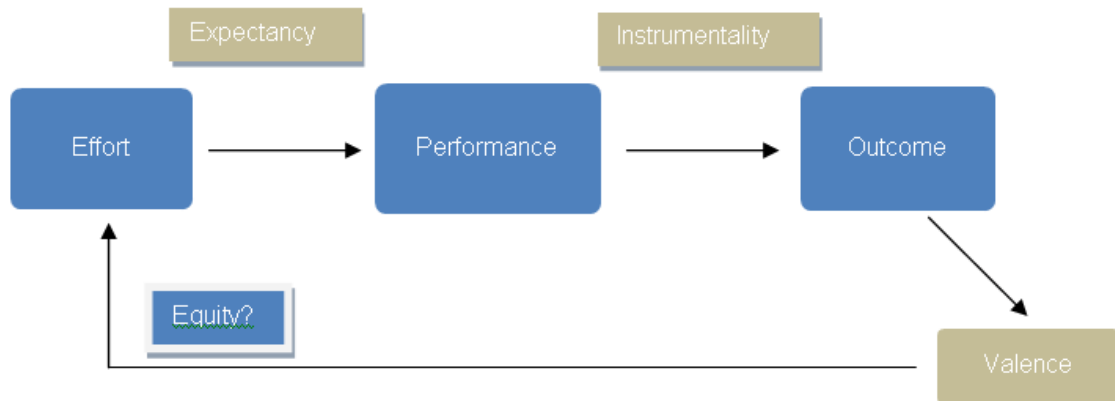 Expectancy
Instrumentality
Effort
Performance
Outcome
Equity?
Valence